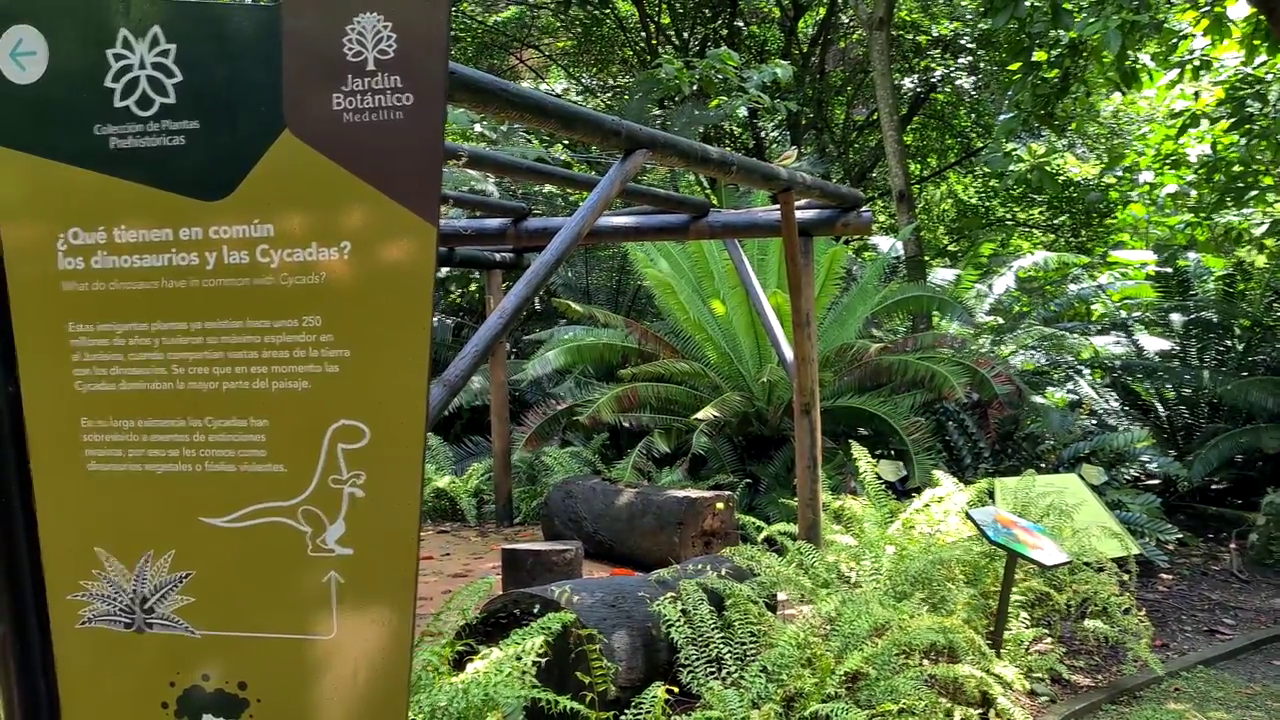 Colección de Plantas
Prehistóricas
Jardín
Botánico
Medellín
¿Qué tienen en común
los dinosaurios y las Cycadas?
What do dinosaurs have in common with Cycads?
Estas intrigantes plantas ya existían hace unos 250
millones de años y tuvieron su máximo esplendor en
el Jurásico, cuando compartían vastas áreas de la tierra
con los dinosaurios. Se cree que en ese momento las
Cycadas dominaban la mayor parte del paisaje.
En su larga existencia las Cycadas han
sobrevivido a eventos de extinciones
masivas, por eso se les conoce como
dinosaurios vegetales o fósiles vivientes.